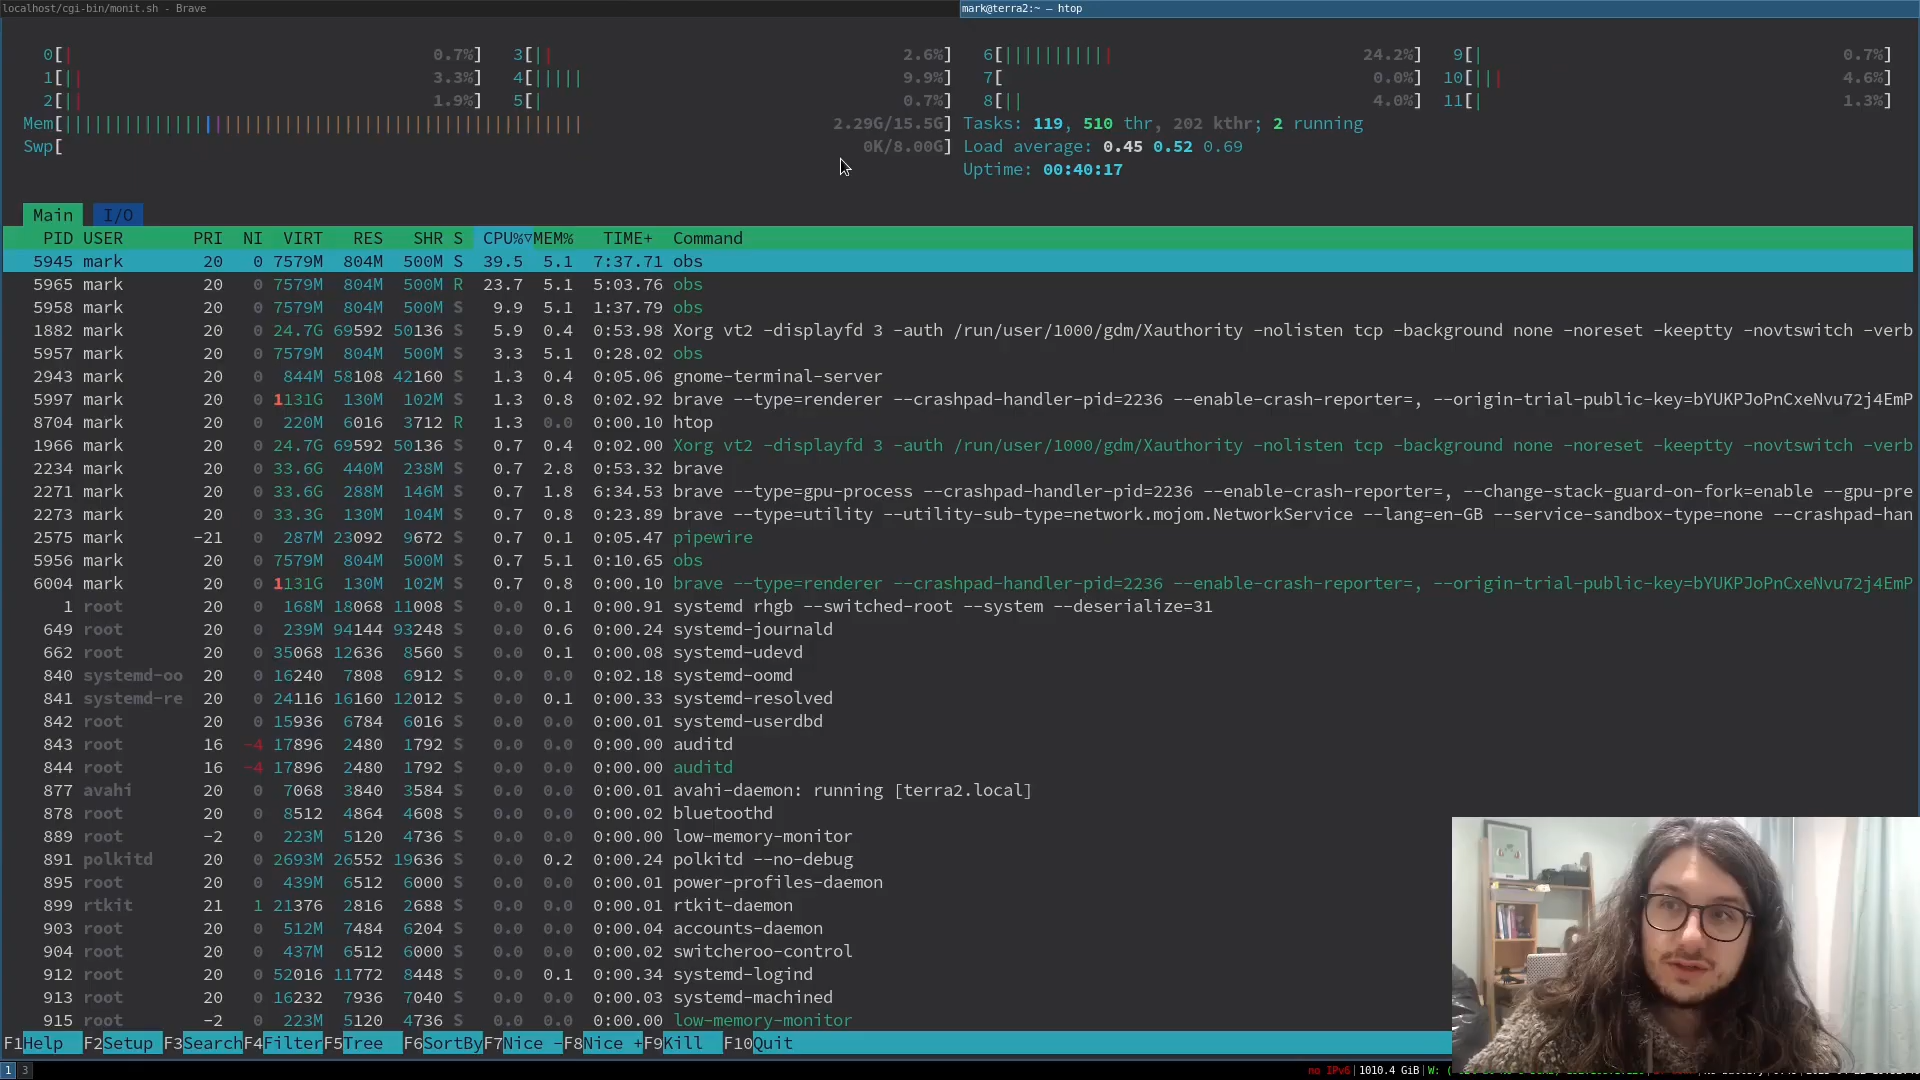 localhost/cgi-bin/monit.sh - Brave
mark@terra2:~ — htop
0[| 0.7%] 3[|| 2.6%] 6[||||||||||| 24.2%] 9[| 0.7%]
1[|| 3.3%] 4[||||| 9.9%] 7[ 0.0%] 10[||| 4.6%]
2[|| 1.9%] 5[| 0.7%] 8[|| 4.0%] 11[| 1.3%]
Mem[|||||||||||||||||||||||||||||||||||||||||||||||||||| 2.29G/15.5G] Tasks: 119, 510 thr, 202 kthr; 2 running
Swp[ 0K/8.00G] Load average: 0.45 0.52 0.69
Uptime: 00:40:17
Main I/O
PID USER PRI NI VIRT RES SHR S CPU%▽MEM% TIME+ Command
5945 mark 20 0 7579M 804M 500M S 39.5 5.1 7:37.71 obs
5965 mark 20 0 7579M 804M 500M R 23.7 5.1 5:03.76 obs
5958 mark 20 0 7579M 804M 500M S 9.9 5.1 1:37.79 obs
1882 mark 20 0 24.7G 69592 50136 S 5.9 0.4 0:53.98 Xorg vt2 -displayfd 3 -auth /run/user/1000/gdm/Xauthority -nolisten tcp -background none -noreset -keeptty -novtswitch -verb
5957 mark 20 0 7579M 804M 500M S 3.3 5.1 0:28.02 obs
2943 mark 20 0 844M 58108 42160 S 1.3 0.4 0:05.06 gnome-terminal-server
5997 mark 20 0 1131G 130M 102M S 1.3 0.8 0:02.92 brave --type=renderer --crashpad-handler-pid=2236 --enable-crash-reporter=, --origin-trial-public-key=bYUKPJoPnCxeNvu72j4EmP
8704 mark 20 0 220M 6016 3712 R 1.3 0.0 0:00.10 htop
1966 mark 20 0 24.7G 69592 50136 S 0.7 0.4 0:02.00 Xorg vt2 -displayfd 3 -auth /run/user/1000/gdm/Xauthority -nolisten tcp -background none -noreset -keeptty -novtswitch -verb
2234 mark 20 0 33.6G 440M 238M S 0.7 2.8 0:53.32 brave
2271 mark 20 0 33.6G 288M 146M S 0.7 1.8 6:34.53 brave --type=gpu-process --crashpad-handler-pid=2236 --enable-crash-reporter=, --change-stack-guard-on-fork=enable --gpu-pre
2273 mark 20 0 33.3G 130M 104M S 0.7 0.8 0:23.89 brave --type=utility --utility-sub-type=network.mojom.NetworkService --lang=en-GB --service-sandbox-type=none --crashpad-han
2575 mark -21 0 287M 23092 9672 S 0.7 0.1 0:05.47 pipewire
5956 mark 20 0 7579M 804M 500M S 0.7 5.1 0:10.65 obs
6004 mark 20 0 1131G 130M 102M S 0.7 0.8 0:00.10 brave --type=renderer --crashpad-handler-pid=2236 --enable-crash-reporter=, --origin-trial-public-key=bYUKPJoPnCxeNvu72j4EmP
1 root 20 0 168M 18068 11008 S 0.0 0.1 0:00.91 systemd rhgb --switched-root --system --deserialize=31
649 root 20 0 239M 94144 93248 S 0.0 0.6 0:00.24 systemd-journald
662 root 20 0 35068 12636 8560 S 0.0 0.1 0:00.08 systemd-udevd
840 systemd-oo 20 0 16240 7808 6912 S 0.0 0.0 0:02.18 systemd-oomd
841 systemd-re 20 0 24116 16160 12012 S 0.0 0.1 0:00.33 systemd-resolved
842 root 20 0 15936 6784 6016 S 0.0 0.0 0:00.01 systemd-userdbd
843 root 16 -4 17896 2480 1792 S 0.0 0.0 0:00.00 auditd
844 root 16 -4 17896 2480 1792 S 0.0 0.0 0:00.00 auditd
877 avahi 20 0 7068 3840 3584 S 0.0 0.0 0:00.01 avahi-daemon: running [terra2.local]
878 root 20 0 8512 4864 4608 S 0.0 0.0 0:00.02 bluetoothd
889 root -2 0 223M 5120 4736 S 0.0 0.0 0:00.00 low-memory-monitor
891 polkitd 20 0 2693M 26552 19636 S 0.0 0.2 0:00.24 polkitd --no-debug
895 root 20 0 439M 6512 6000 S 0.0 0.0 0:00.01 power-profiles-daemon
899 rtkit 21 1 21376 2816 2688 S 0.0 0.0 0:00.01 rtkit-daemon
903 root 20 0 512M 7484 6204 S 0.0 0.0 0:00.04 accounts-daemon
904 root 20 0 437M 6512 6000 S 0.0 0.0 0:00.02 switcheroo-control
912 root 20 0 52016 11772 8448 S 0.0 0.1 0:00.34 systemd-logind
913 root 20 0 16232 7936 7040 S 0.0 0.0 0:00.03 systemd-machined
915 root -2 0 223M 5120 4736 S 0.0 0.0 0:00.00 low-memory-monitor
F1Help F2Setup F3SearchF4FilterF5Tree F6SortByF7Nice -F8Nice +F9Kill F10Quit
1 3
no IPv6|1010.4 GiB|W: (